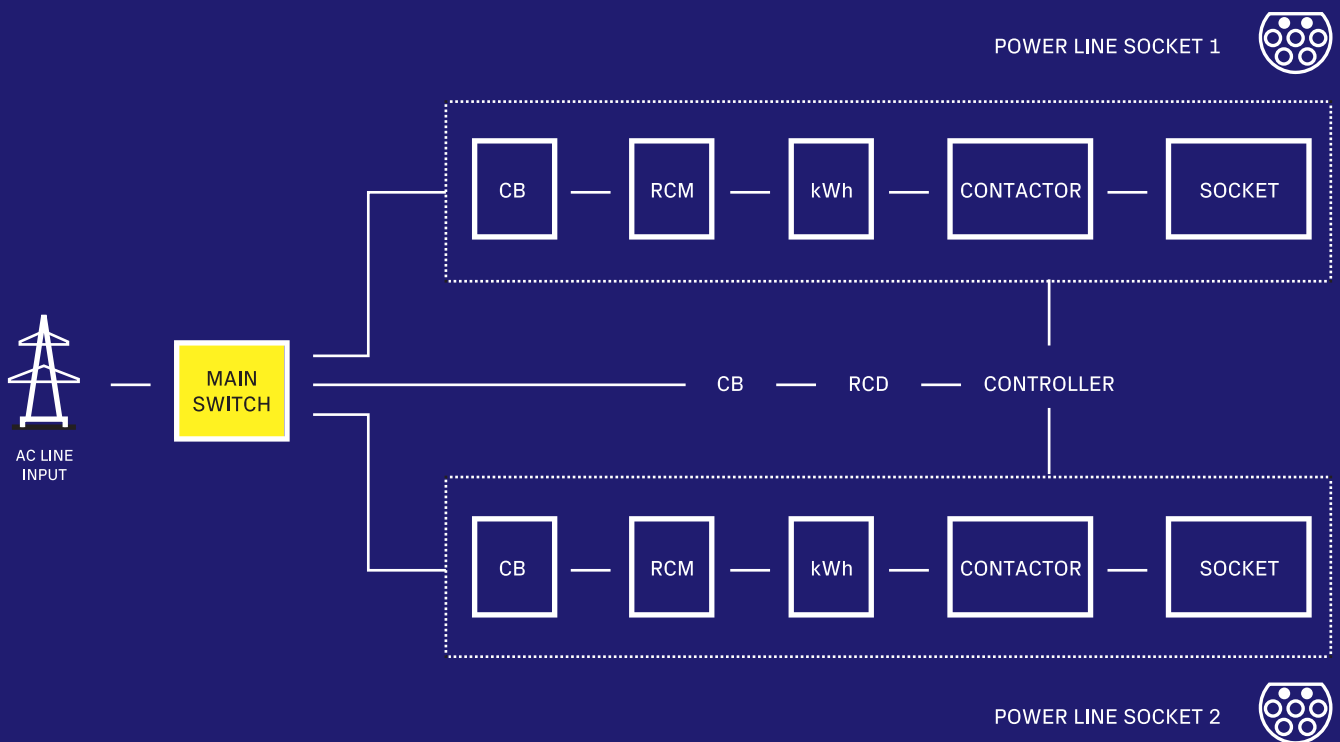 POWER LINE SOCKET 1
CB
RCM
kWh
CONTACTOR
SOCKET
MAIN
SWITCH
CB
RCD
CONTROLLER
AC LINE
INPUT
CB
RCM
kWh
CONTACTOR
SOCKET
POWER LINE SOCKET 2